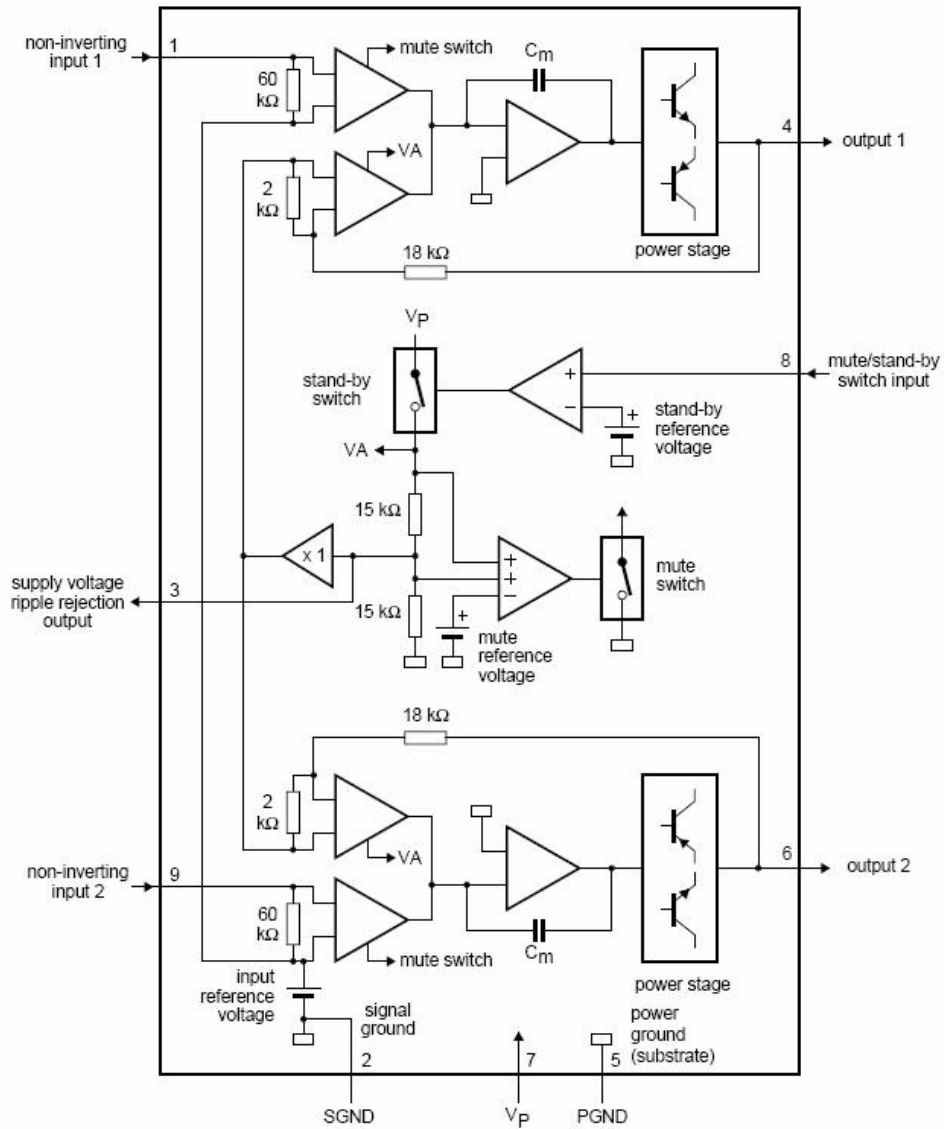 non-inverting
input 1
1
60
kΩ
mute switch
Cm
VA
2
kΩ
18 kΩ
power stage
4
output 1
VP
stand-by
switch
+
−
8
mute/stand-by
switch input
+
stand-by
reference
voltage
VA
15 kΩ
x 1
+
+
−
mute
switch
supply voltage
ripple rejection
output
3
15 kΩ
+
mute
reference
voltage
18 kΩ
2
kΩ
VA
non-inverting
input 2
9
60
kΩ
mute switch
Cm
power stage
6
output 2
input
reference
voltage
signal
ground
power
ground
(substrate)
2
7
5
SGND
VP
PGND